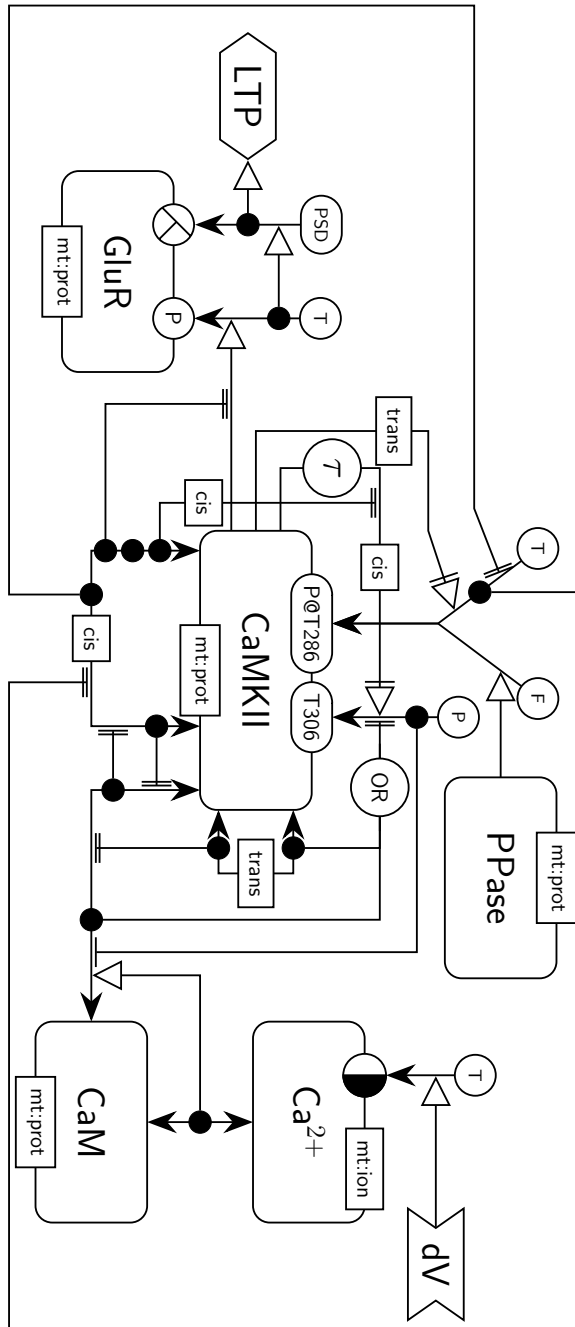 mt:prot
T
F
PPase
T
P
dV
trans
cis
OR
mt:ion
PSD
T
τ
P@T286
T306
Ca²⁺
LTP
CaMKII
trans
cis
mt:prot
P
GluR
cis
CaM
mt:prot
mt:prot